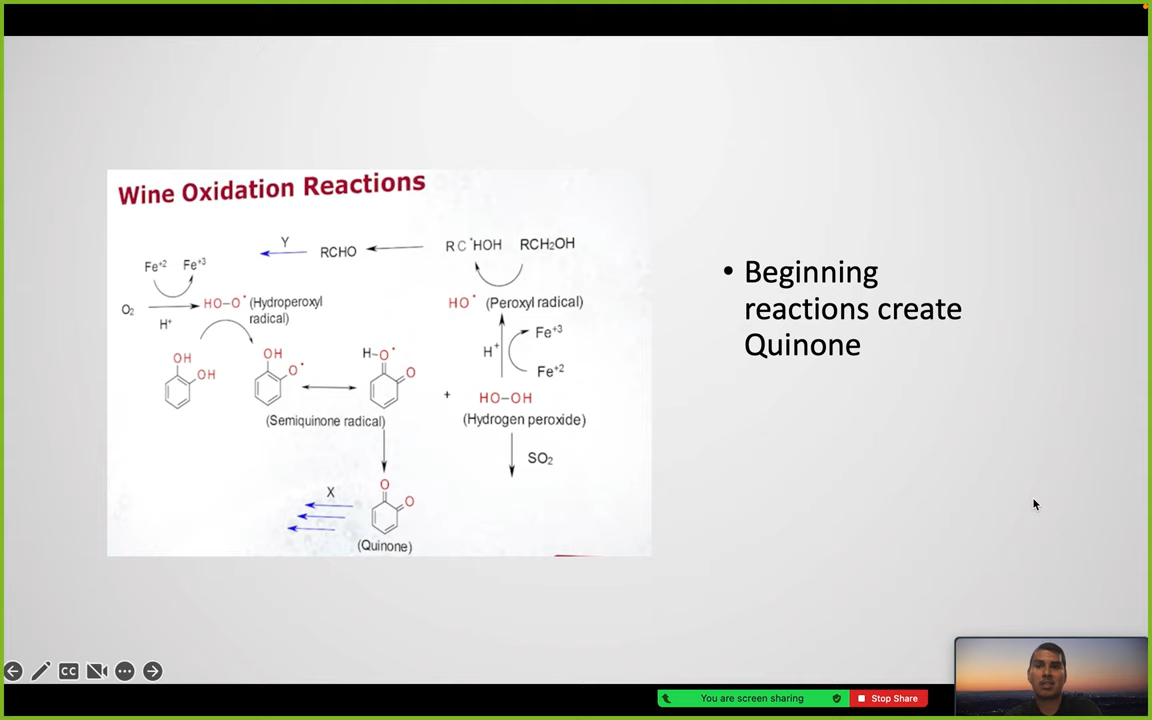 Wine Oxidation Reactions
Y
RCHO
RC˙HOH RCH₂OH
Fe⁺² Fe⁺³
O₂
H⁺
HO–O˙ (Hydroperoxyl
radical)
HO˙ (Peroxyl radical)
H⁺
Fe⁺³
Fe⁺²
OH
OH
OH
O˙
H–O˙
O
+
HO–OH
(Semiquinone radical)
(Hydrogen peroxide)
SO₂
X
O
O
(Quinone)
• Beginning
reactions create
Quinone
CC
You are screen sharing
Stop Share